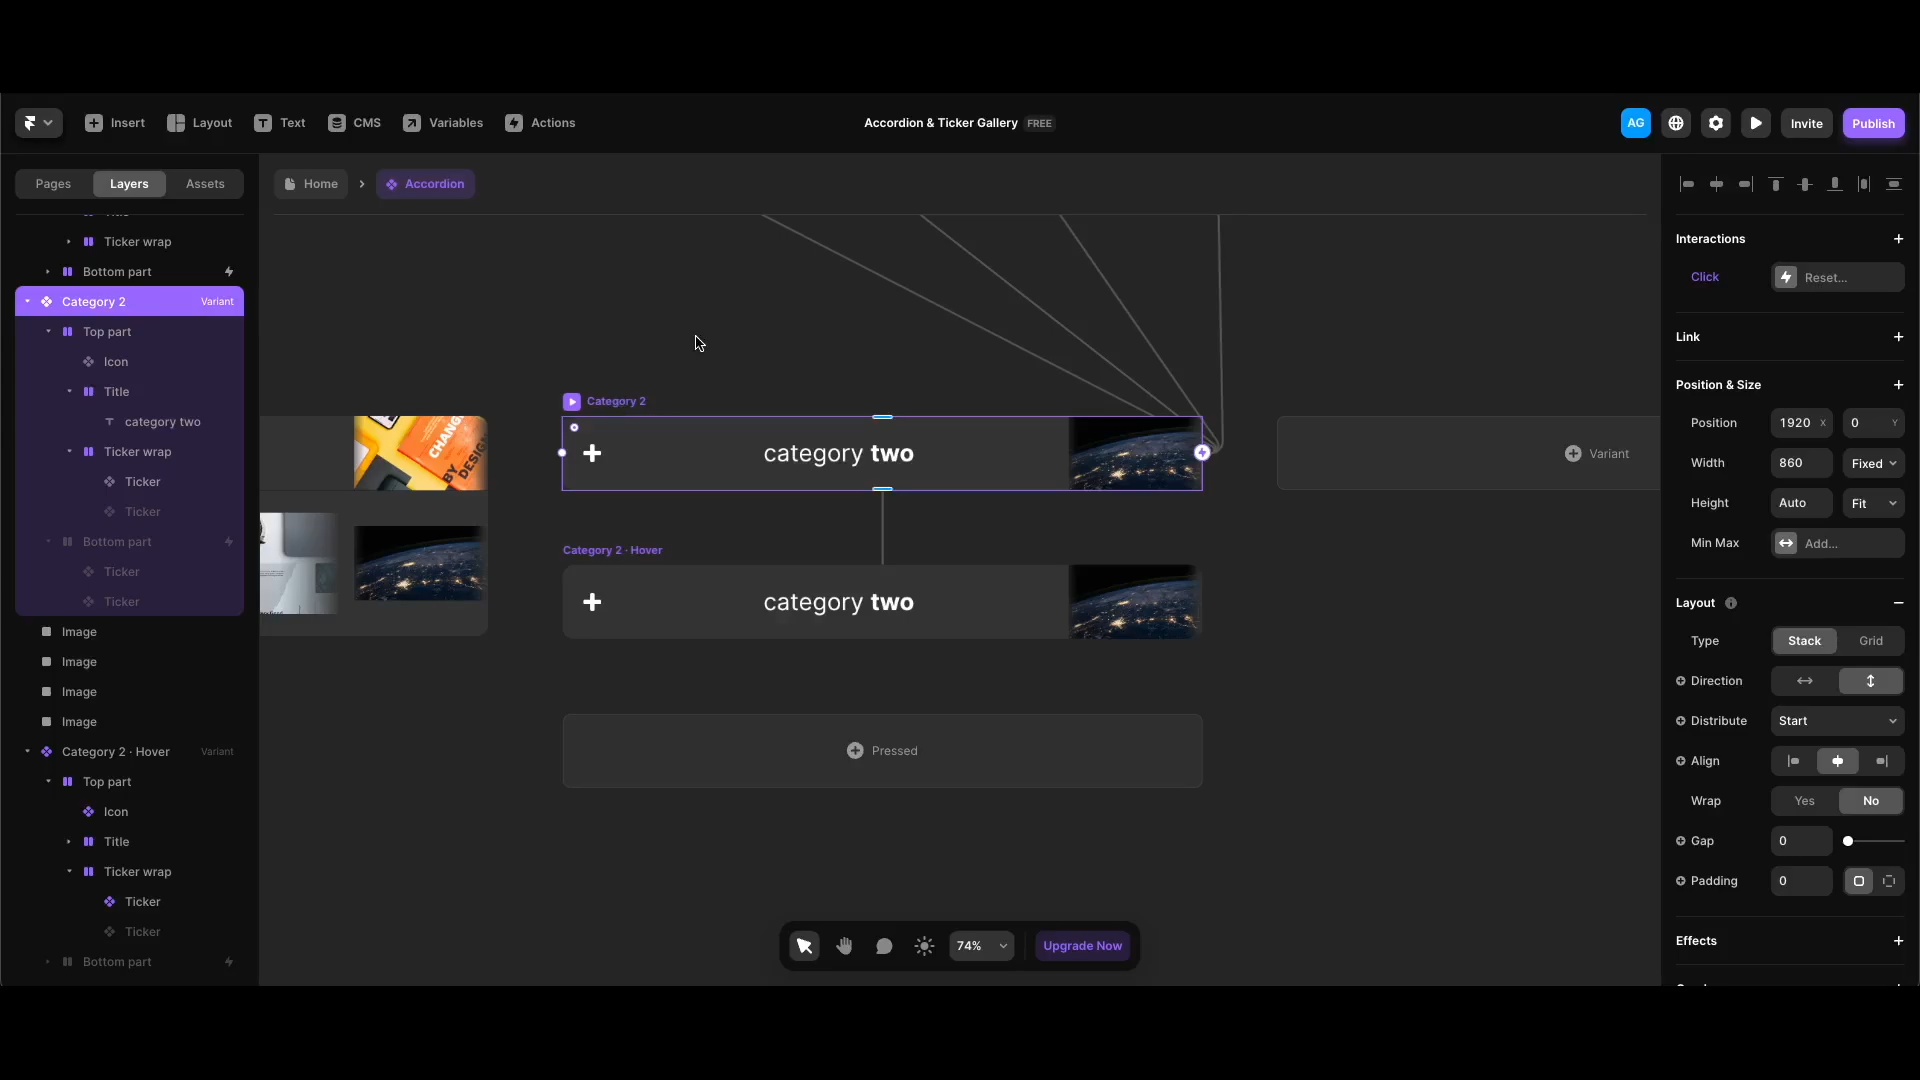 Insert
Layout
Text
CMS
Variables
Actions
Accordion & Ticker Gallery FREE
AG
Invite
Publish
Pages
Layers
Assets
Home
Accordion
Ticker wrap
Bottom part
Category 2 Variant
Top part
Icon
Title
category two
Ticker wrap
Ticker
Ticker
Bottom part
Ticker
Ticker
Image
Image
Image
Image
Category 2 · Hover Variant
Top part
Icon
Title
Ticker wrap
Ticker
Ticker
Bottom part
CHANG
BY DESIGN
Category 2
category two
Variant
Category 2 · Hover
category two
Pressed
74%
Upgrade Now
Interactions
Click Reset...
Link
Position & Size
Position 1920 X 0 Y
Width 860 Fixed
Height Auto Fit
Min Max Add...
Layout
Type Stack Grid
Direction
Distribute Start
Align
Wrap Yes No
Gap 0
Padding 0
Effects